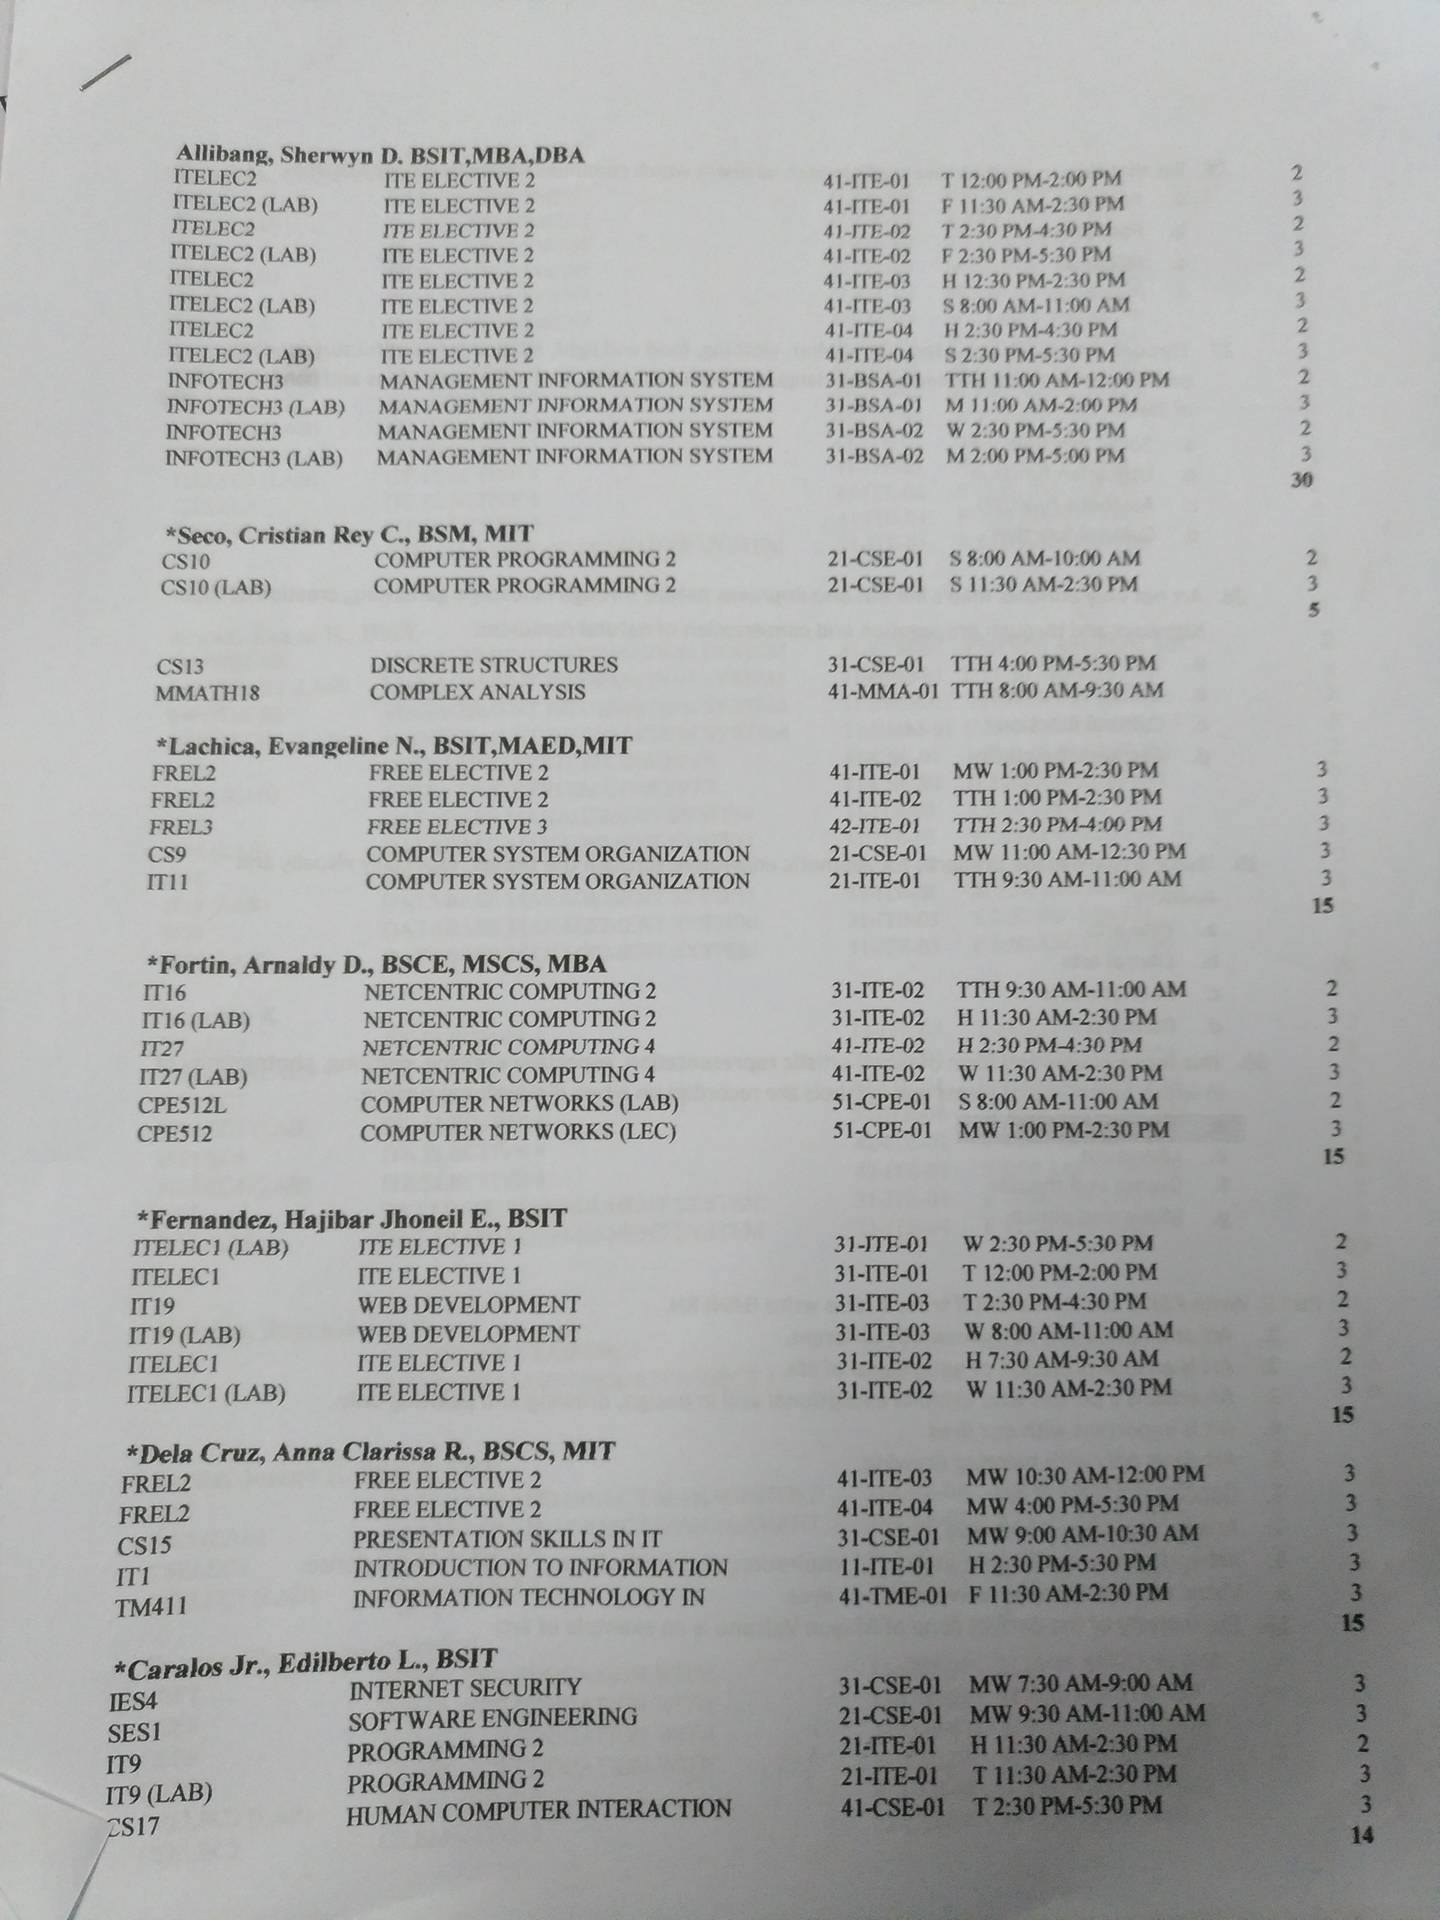 Allibang, Sherwyn D. BSIT,MBA,DBA
ITELEC2 ITE ELECTIVE 2 41-ITE-01 T 12:00 PM-2:00 PM 2
ITELEC2 (LAB) ITE ELECTIVE 2 41-ITE-01 F 11:30 AM-2:30 PM 3
ITELEC2 ITE ELECTIVE 2 41-ITE-02 T 2:30 PM-4:30 PM 2
ITELEC2 (LAB) ITE ELECTIVE 2 41-ITE-02 F 2:30 PM-5:30 PM 3
ITELEC2 ITE ELECTIVE 2 41-ITE-03 H 12:30 PM-2:30 PM 2
ITELEC2 (LAB) ITE ELECTIVE 2 41-ITE-03 S 8:00 AM-11:00 AM 3
ITELEC2 ITE ELECTIVE 2 41-ITE-04 H 2:30 PM-4:30 PM 2
ITELEC2 (LAB) ITE ELECTIVE 2 41-ITE-04 S 2:30 PM-5:30 PM 3
INFOTECH3 MANAGEMENT INFORMATION SYSTEM 31-BSA-01 TTH 11:00 AM-12:00 PM 2
INFOTECH3 (LAB) MANAGEMENT INFORMATION SYSTEM 31-BSA-01 M 11:00 AM-2:00 PM 3
INFOTECH3 MANAGEMENT INFORMATION SYSTEM 31-BSA-02 W 2:30 PM-5:30 PM 2
INFOTECH3 (LAB) MANAGEMENT INFORMATION SYSTEM 31-BSA-02 M 2:00 PM-5:00 PM 3
30
*Seco, Cristian Rey C., BSM, MIT
CS10 COMPUTER PROGRAMMING 2 21-CSE-01 S 8:00 AM-10:00 AM 2
CS10 (LAB) COMPUTER PROGRAMMING 2 21-CSE-01 S 11:30 AM-2:30 PM 3
5
CS13 DISCRETE STRUCTURES 31-CSE-01 TTH 4:00 PM-5:30 PM
MMATH18 COMPLEX ANALYSIS 41-MMA-01 TTH 8:00 AM-9:30 AM
*Lachica, Evangeline N., BSIT,MAED,MIT
FREL2 FREE ELECTIVE 2 41-ITE-01 MW 1:00 PM-2:30 PM 3
FREL2 FREE ELECTIVE 2 41-ITE-02 TTH 1:00 PM-2:30 PM 3
FREL3 FREE ELECTIVE 3 42-ITE-01 TTH 2:30 PM-4:00 PM 3
CS9 COMPUTER SYSTEM ORGANIZATION 21-CSE-01 MW 11:00 AM-12:30 PM 3
IT11 COMPUTER SYSTEM ORGANIZATION 21-ITE-01 TTH 9:30 AM-11:00 AM 3
15
*Fortin, Arnaldy D., BSCE, MSCS, MBA
IT16 NETCENTRIC COMPUTING 2 31-ITE-02 TTH 9:30 AM-11:00 AM 2
IT16 (LAB) NETCENTRIC COMPUTING 2 31-ITE-02 H 11:30 AM-2:30 PM 3
IT27 NETCENTRIC COMPUTING 4 41-ITE-02 H 2:30 PM-4:30 PM 2
IT27 (LAB) NETCENTRIC COMPUTING 4 41-ITE-02 W 11:30 AM-2:30 PM 3
CPE512L COMPUTER NETWORKS (LAB) 51-CPE-01 S 8:00 AM-11:00 AM 2
CPE512 COMPUTER NETWORKS (LEC) 51-CPE-01 MW 1:00 PM-2:30 PM 3
15
*Fernandez, Hajibar Jhoneil E., BSIT
ITELEC1 (LAB) ITE ELECTIVE 1 31-ITE-01 W 2:30 PM-5:30 PM 2
ITELEC1 ITE ELECTIVE 1 31-ITE-01 T 12:00 PM-2:00 PM 3
IT19 WEB DEVELOPMENT 31-ITE-03 T 2:30 PM-4:30 PM 2
IT19 (LAB) WEB DEVELOPMENT 31-ITE-03 W 8:00 AM-11:00 AM 3
ITELEC1 ITE ELECTIVE 1 31-ITE-02 H 7:30 AM-9:30 AM 2
ITELEC1 (LAB) ITE ELECTIVE 1 31-ITE-02 W 11:30 AM-2:30 PM 3
15
*Dela Cruz, Anna Clarissa R., BSCS, MIT
FREL2 FREE ELECTIVE 2 41-ITE-03 MW 10:30 AM-12:00 PM 3
FREL2 FREE ELECTIVE 2 41-ITE-04 MW 4:00 PM-5:30 PM 3
CS15 PRESENTATION SKILLS IN IT 31-CSE-01 MW 9:00 AM-10:30 AM 3
IT1 INTRODUCTION TO INFORMATION 11-ITE-01 H 2:30 PM-5:30 PM 3
TM411 INFORMATION TECHNOLOGY IN 41-TME-01 F 11:30 AM-2:30 PM 3
15
*Caralos Jr., Edilberto L., BSIT
IES4 INTERNET SECURITY 31-CSE-01 MW 7:30 AM-9:00 AM 3
SES1 SOFTWARE ENGINEERING 21-CSE-01 MW 9:30 AM-11:00 AM 3
IT9 PROGRAMMING 2 21-ITE-01 H 11:30 AM-2:30 PM 2
IT9 (LAB) PROGRAMMING 2 21-ITE-01 T 11:30 AM-2:30 PM 3
CS17 HUMAN COMPUTER INTERACTION 41-CSE-01 T 2:30 PM-5:30 PM 3
14